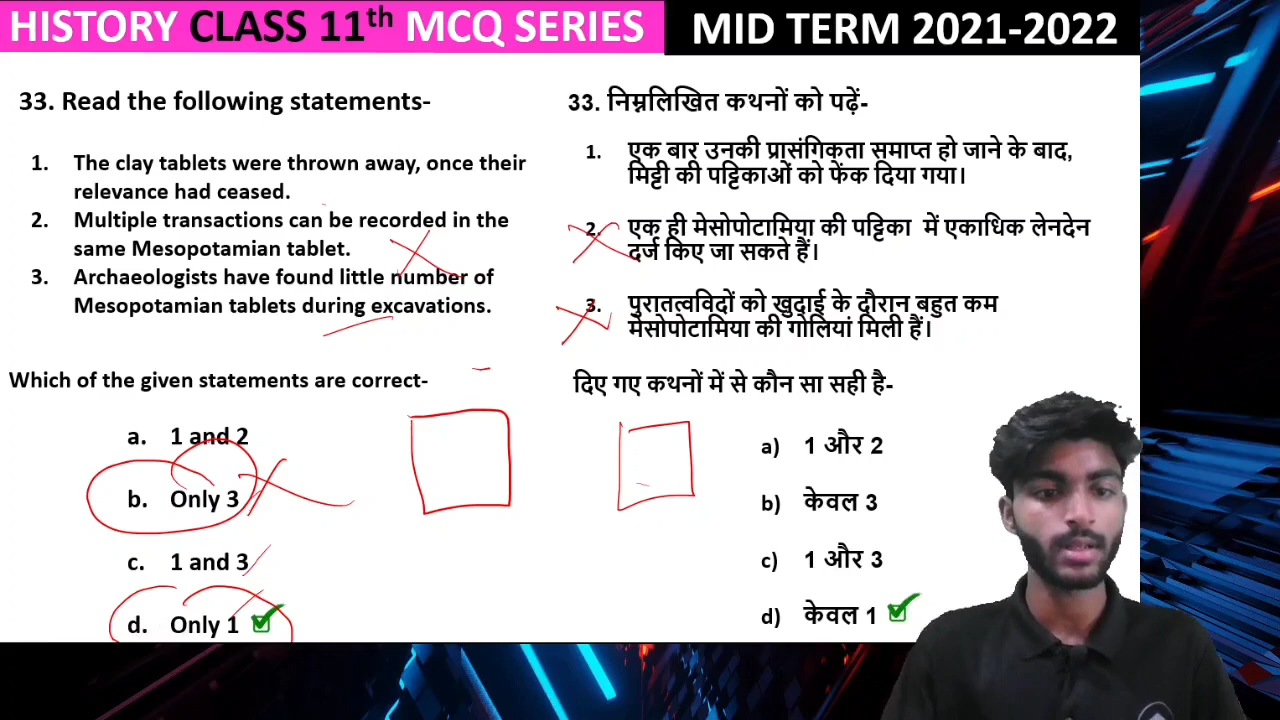 HISTORY CLASS 11th MCQ SERIES
MID TERM 2021-2022
33. Read the following statements-
1. The clay tablets were thrown away, once their
relevance had ceased.
2. Multiple transactions can be recorded in the
same Mesopotamian tablet.
3. Archaeologists have found little number of
Mesopotamian tablets during excavations.
Which of the given statements are correct-
a. 1 and 2
b. Only 3
c. 1 and 3
d. Only 1
33. निम्नलिखित कथनों को पढ़ें-
1. एक बार उनकी प्रासंगिकता समाप्त हो जाने के बाद,
मिट्टी की पट्टिकाओं को फेंक दिया गया।
2. एक ही मेसोपोटामिया की पट्टिका में एकाधिक लेनदेन
दर्ज किए जा सकते हैं।
3. पुरातत्वविदों को खुदाई के दौरान बहुत कम
मेसोपोटामिया की गोलियां मिली हैं।
दिए गए कथनों में से कौन सा सही है-
a) 1 और 2
b) केवल 3
c) 1 और 3
d) केवल 1